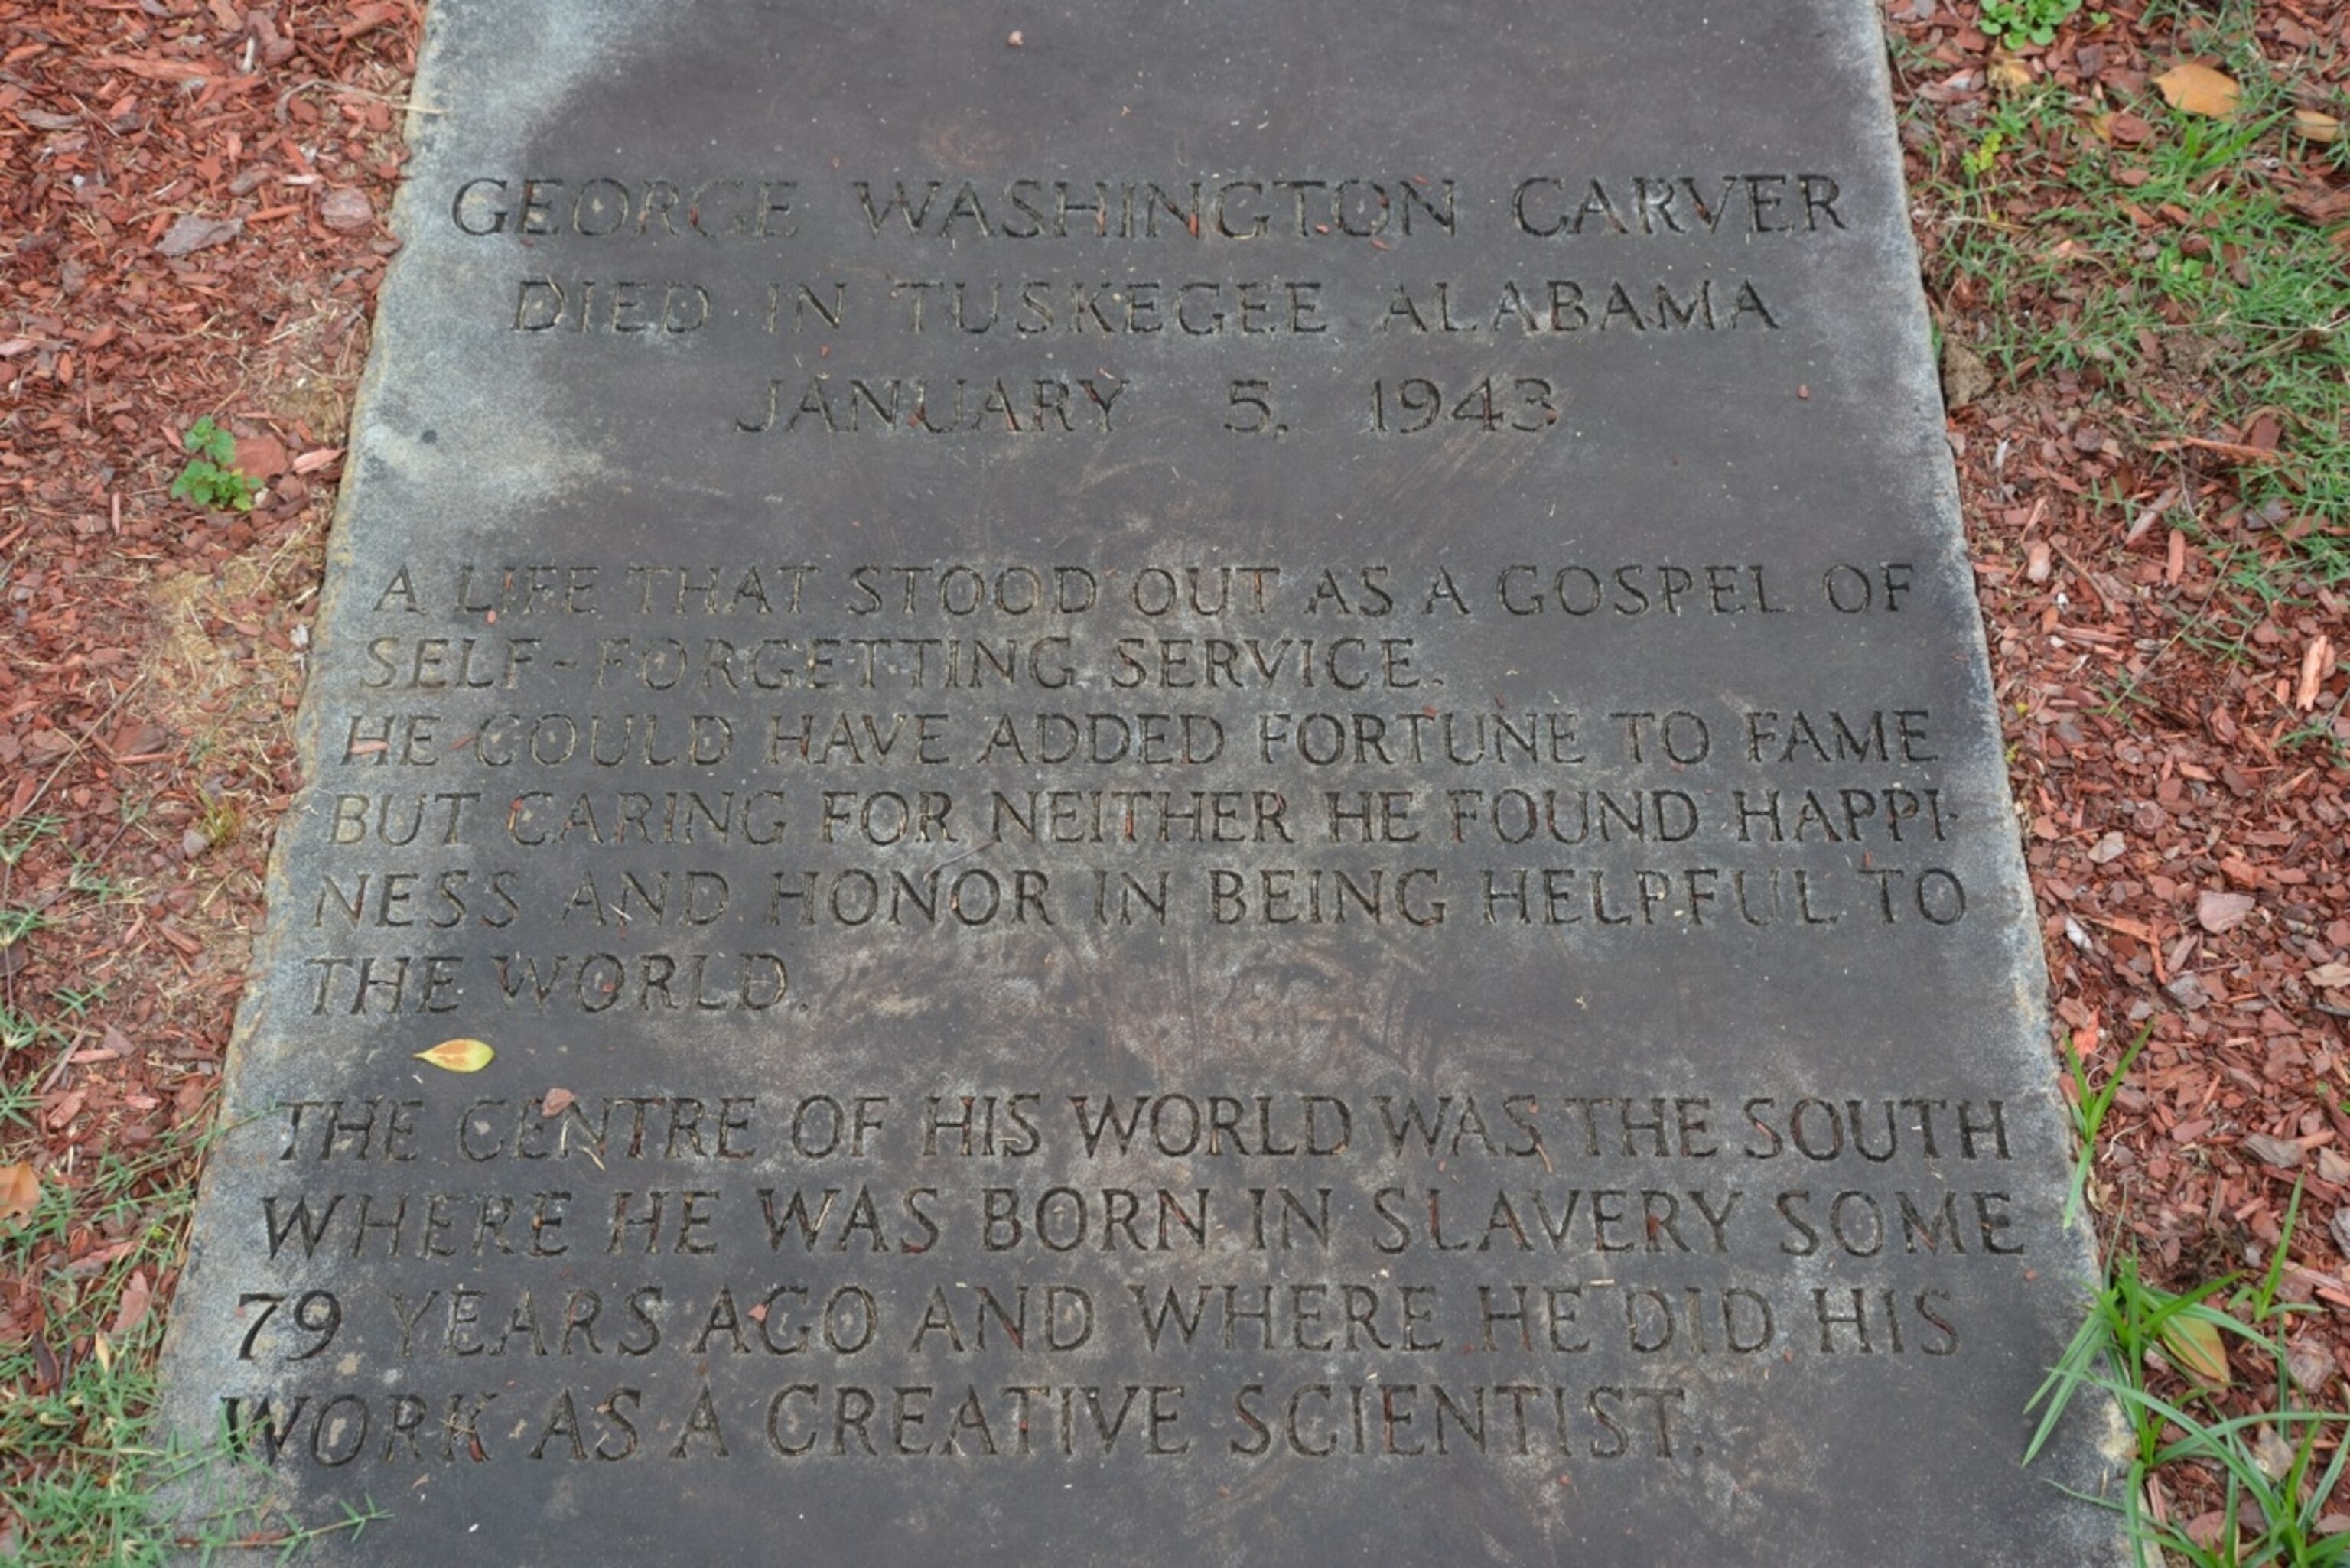 GEORGE WASHINGTON CARVER
DIED IN TUSKEGEE ALABAMA
JANUARY 5, 1943
A LIFE THAT STOOD OUT AS A GOSPEL OF
SELF-FORGETTING SERVICE.
HE COULD HAVE ADDED FORTUNE TO FAME
BUT CARING FOR NEITHER HE FOUND HAPPI-
NESS AND HONOR IN BEING HELPFUL TO
THE WORLD.
THE CENTRE OF HIS WORLD WAS THE SOUTH
WHERE HE WAS BORN IN SLAVERY SOME
79 YEARS AGO AND WHERE HE DID HIS
WORK AS A CREATIVE SCIENTIST.